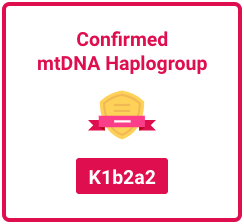 Confirmed
mtDNA Haplogroup
K1b2a2